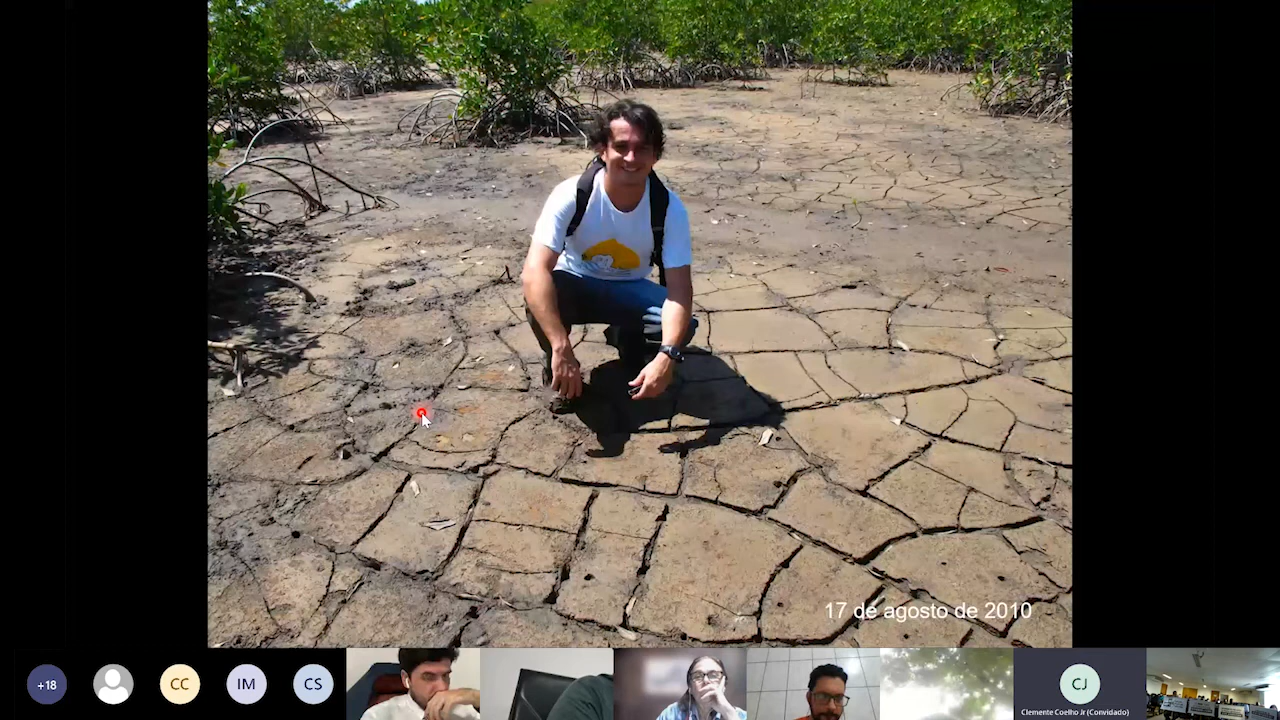 17 de agosto de 2010
+18
CC
IM
CS
CJ
Clemente Coelho Jr (Convidado)